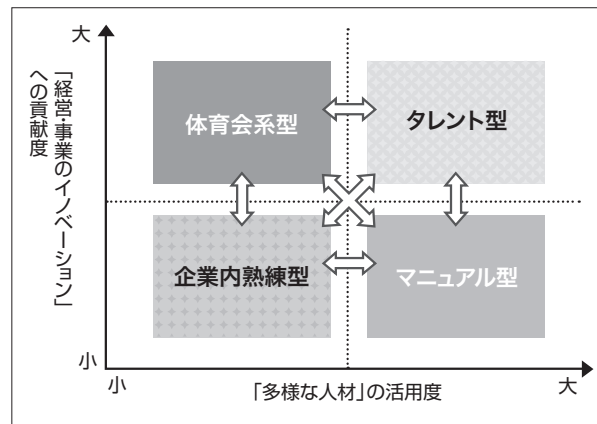 大
「経営・事業のイノベーション」
への貢献度
体育会系型
タレント型
企業内熟練型
マニュアル型
小
小
「多様な人材」の活用度
大